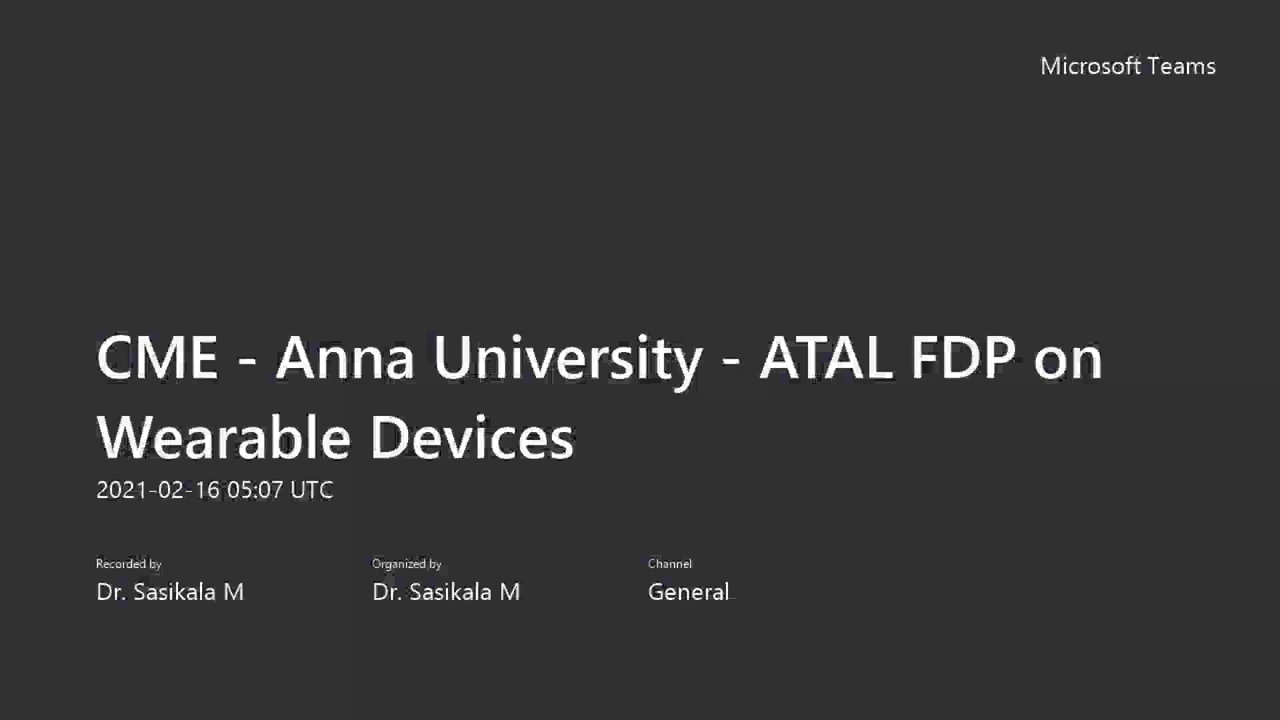 Microsoft Teams
CME - Anna University - ATAL FDP on
Wearable Devices
2021-02-16 05:07 UTC
Recorded by
Dr. Sasikala M
Organized by
Dr. Sasikala M
Channel
General